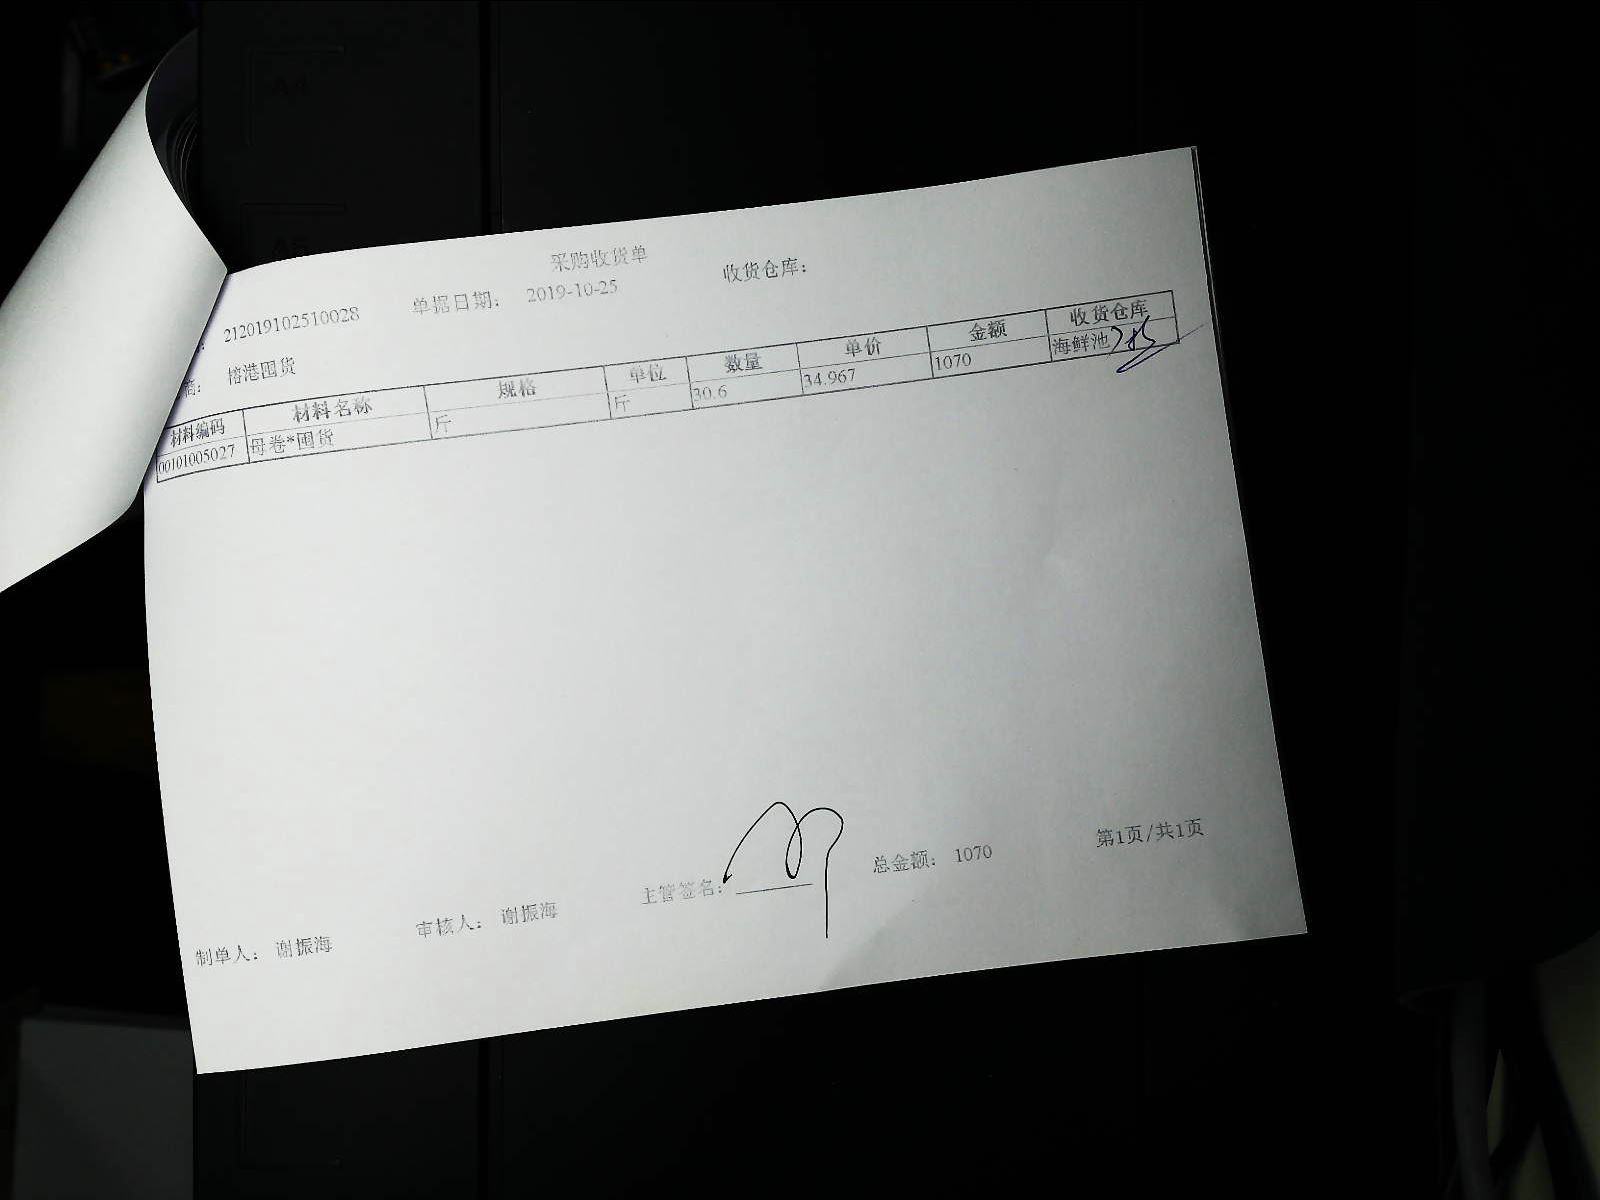 采购收货单
212019102510028 单据日期： 2019-10-25 收货仓库：
商： 榕港囤货
材料编码 材料名称 规格 单位 数量 单价 金额 收货仓库
00101005027 母卷*囤货 斤 斤 30.6 34.967 1070 海鲜池
制单人： 谢振海 审核人： 谢振海 主管签名： 总金额： 1070 第1页/共1页